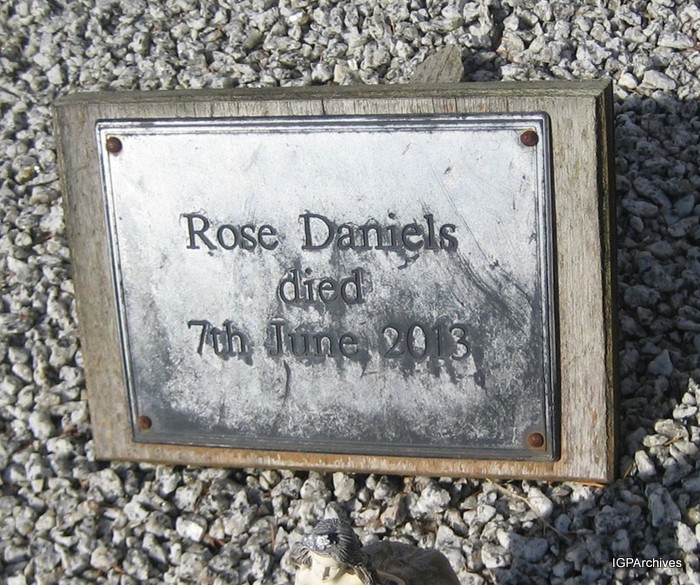 Rose Daniels
died
7th June 2013
IGPArchives